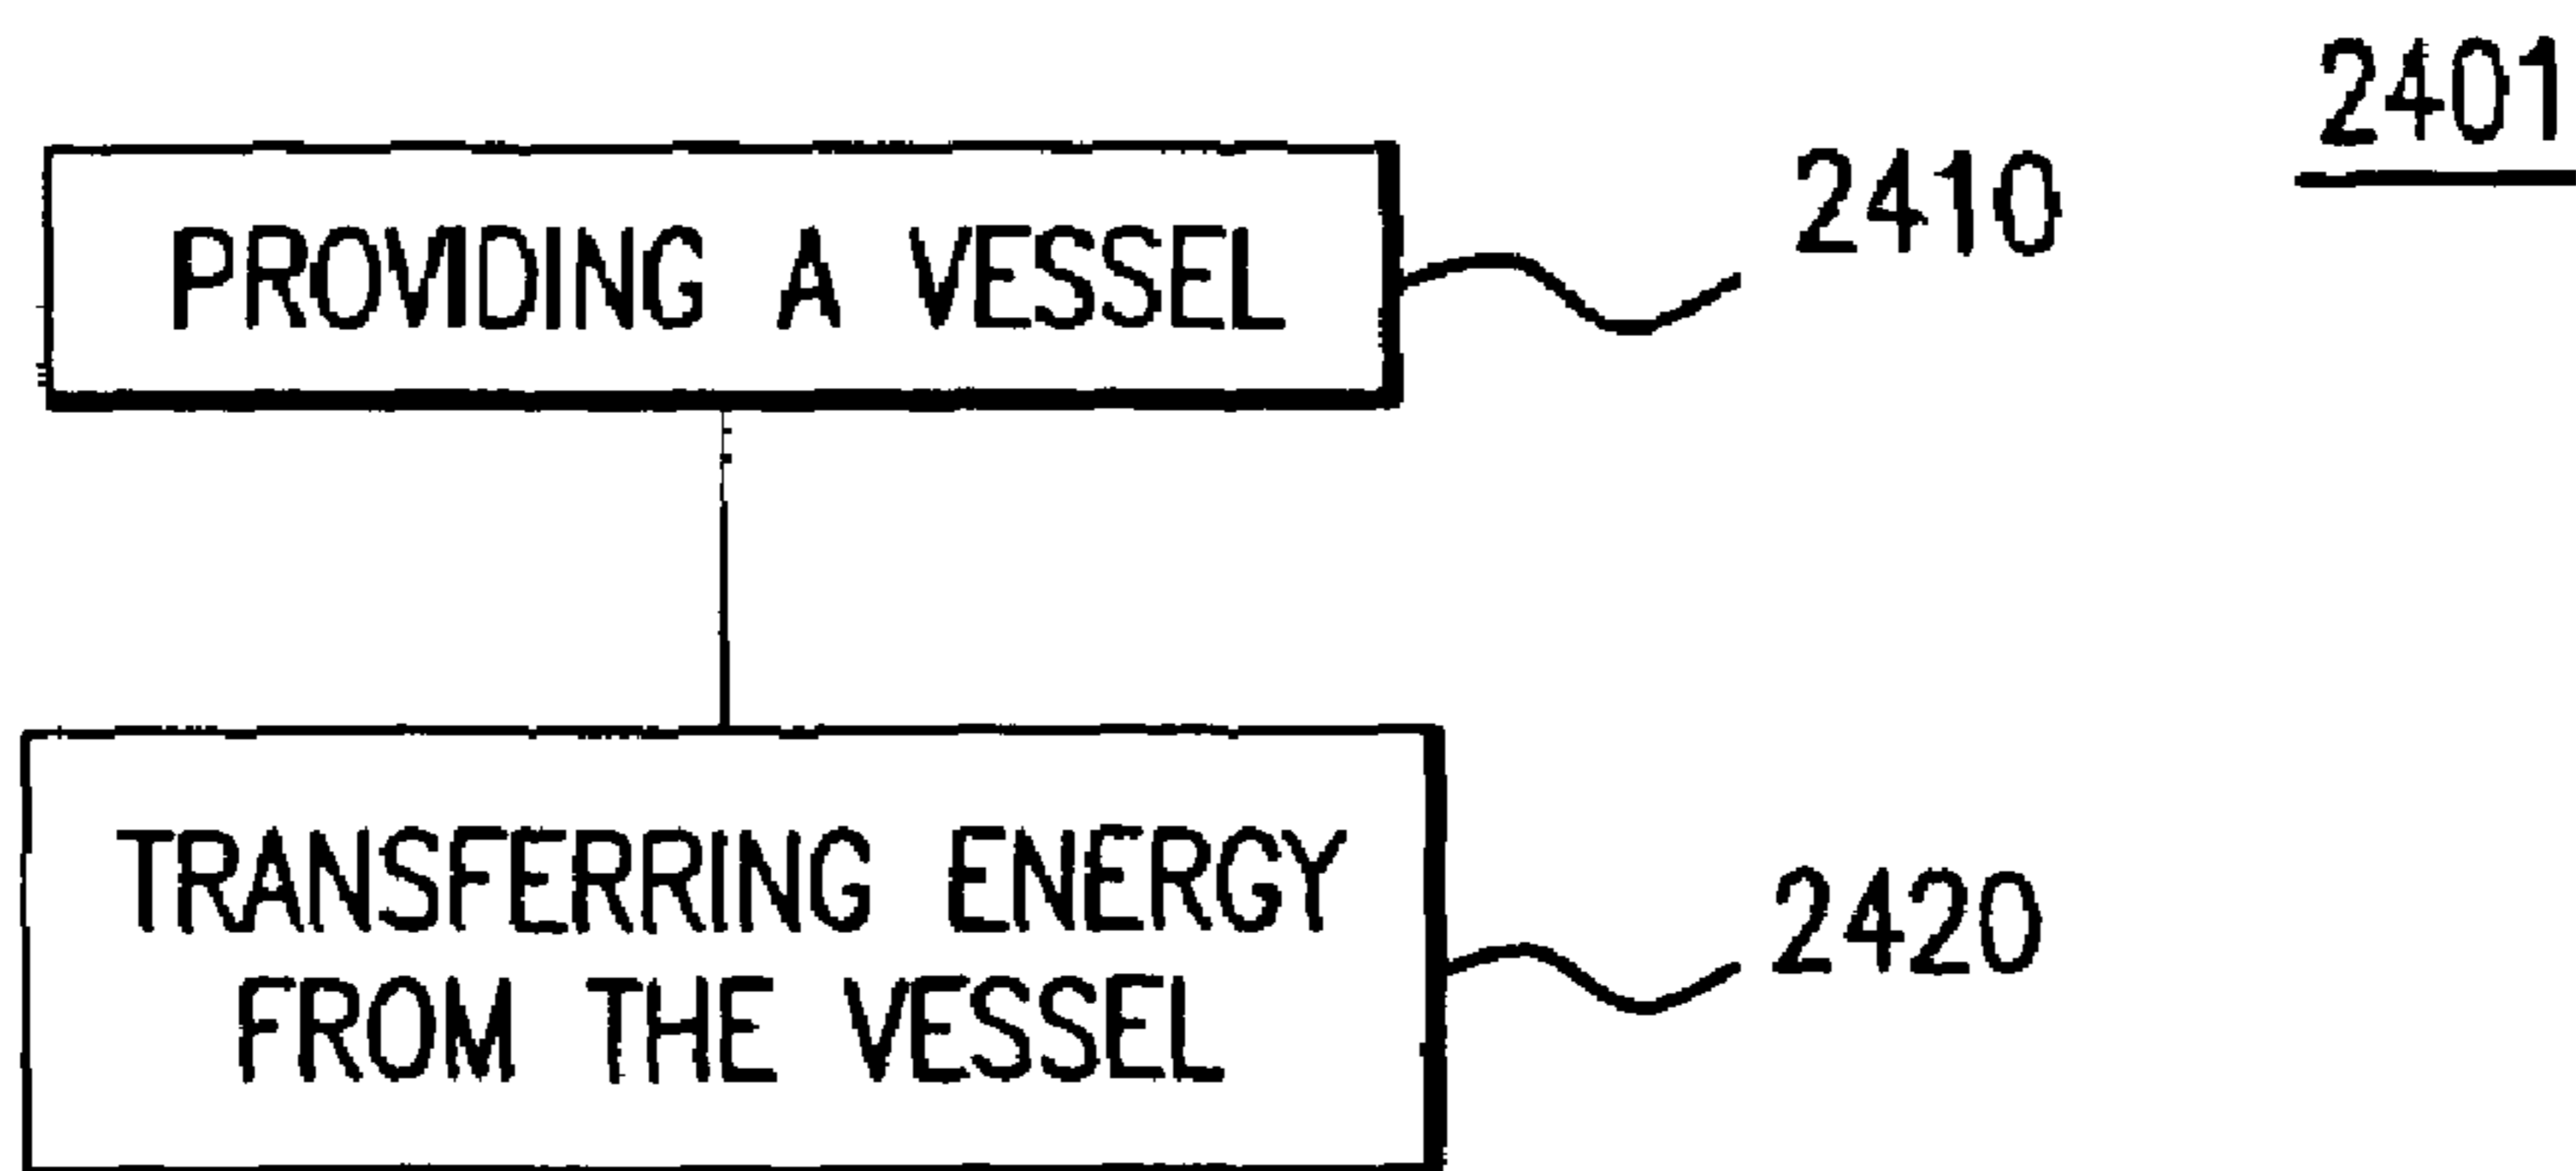 2401
PROVIDING A VESSEL
2410
TRANSFERRING ENERGY
FROM THE VESSEL
2420